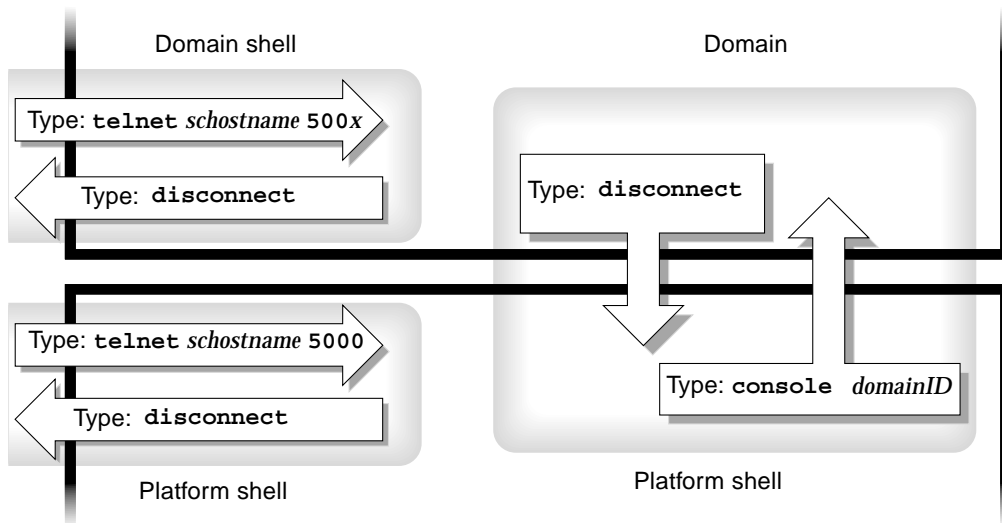 Domain shell
Domain
Type: telnet schostname 500x
Type: disconnect
Type: disconnect
Type: telnet schostname 5000
Type: console domainID
Type: disconnect
Platform shell
Platform shell